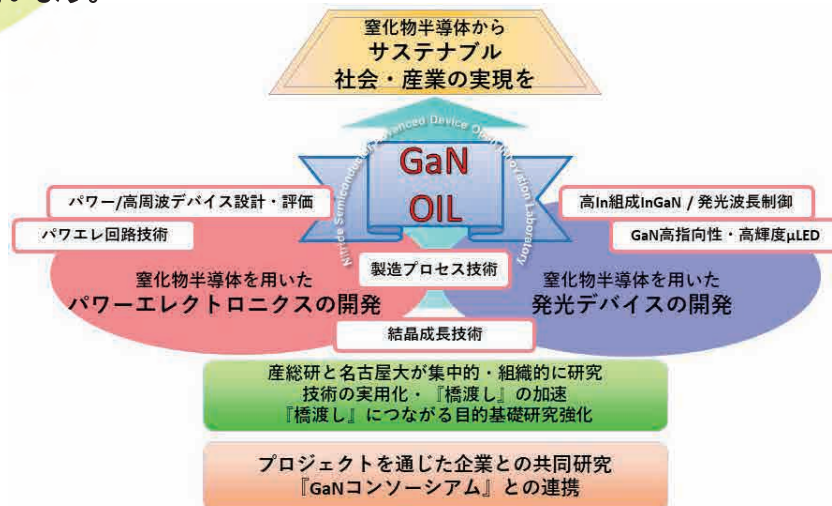 ます。
窒化物半導体から
サステナブル
社会・産業の実現を
Nitride Semiconductor Advanced Device Open Innovation Laboratory
GaN
OIL
パワー/高周波デバイス設計・評価
パワエレ回路技術
高In組成InGaN / 発光波長制御
GaN高指向性・高輝度μLED
製造プロセス技術
窒化物半導体を用いた
パワーエレクトロニクスの開発
窒化物半導体を用いた
発光デバイスの開発
結晶成長技術
産総研と名古屋大が集中的・組織的に研究
技術の実用化・『橋渡し』の加速
『橋渡し』につながる目的基礎研究強化
プロジェクトを通じた企業との共同研究
『GaNコンソーシアム』との連携